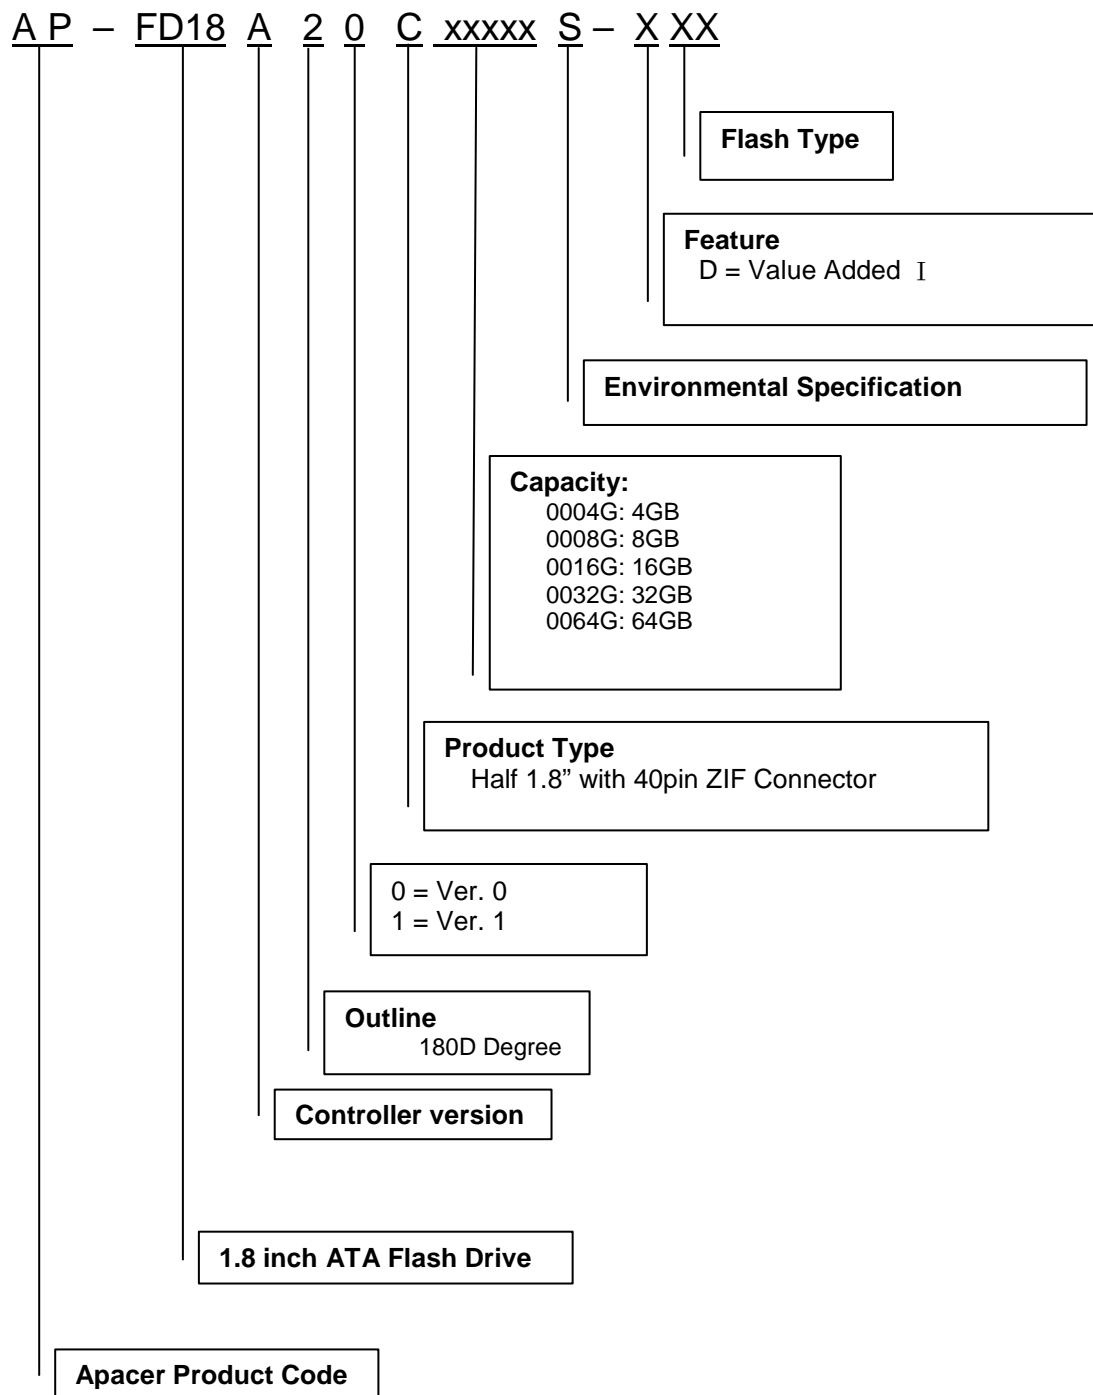 A P – FD18 A 2 0 C xxxxx S – X XX
Flash Type
Feature
D = Value Added I
Environmental Specification
Capacity:
0004G: 4GB
0008G: 8GB
0016G: 16GB
0032G: 32GB
0064G: 64GB
Product Type
Half 1.8” with 40pin ZIF Connector
0 = Ver. 0
1 = Ver. 1
Outline
180D Degree
Controller version
1.8 inch ATA Flash Drive
Apacer Product Code